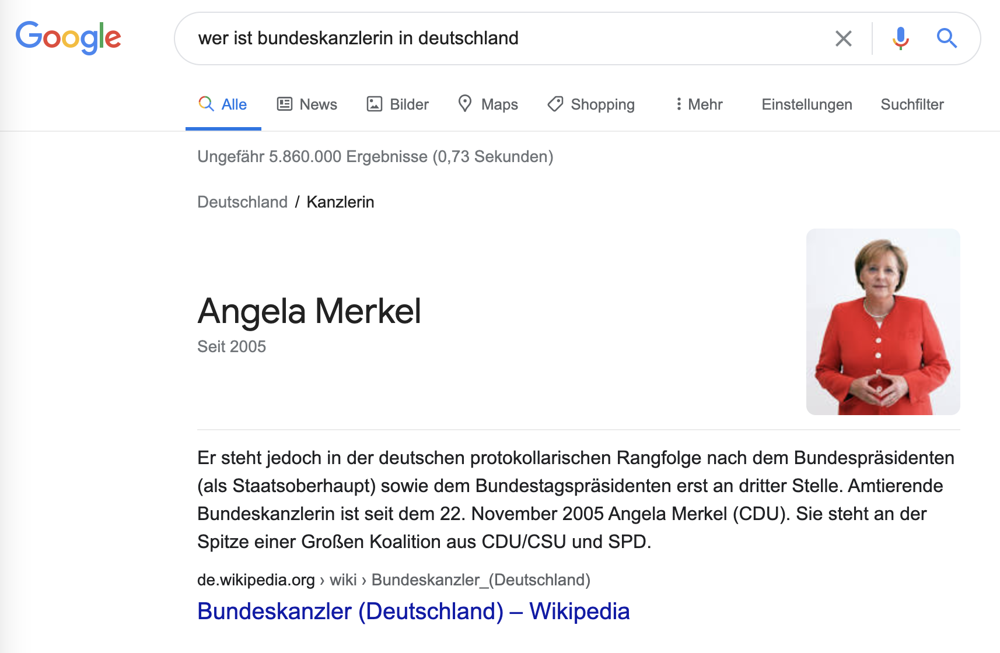 Google
wer ist bundeskanzlerin in deutschland
Alle News Bilder Maps Shopping Mehr Einstellungen Suchfilter
Ungefähr 5.860.000 Ergebnisse (0,73 Sekunden)
Deutschland / Kanzlerin
Angela Merkel
Seit 2005
Er steht jedoch in der deutschen protokollarischen Rangfolge nach dem Bundespräsidenten
(als Staatsoberhaupt) sowie dem Bundestagspräsidenten erst an dritter Stelle. Amtierende
Bundeskanzlerin ist seit dem 22. November 2005 Angela Merkel (CDU). Sie steht an der
Spitze einer Großen Koalition aus CDU/CSU und SPD.
de.wikipedia.org › wiki › Bundeskanzler_(Deutschland)
Bundeskanzler (Deutschland) – Wikipedia